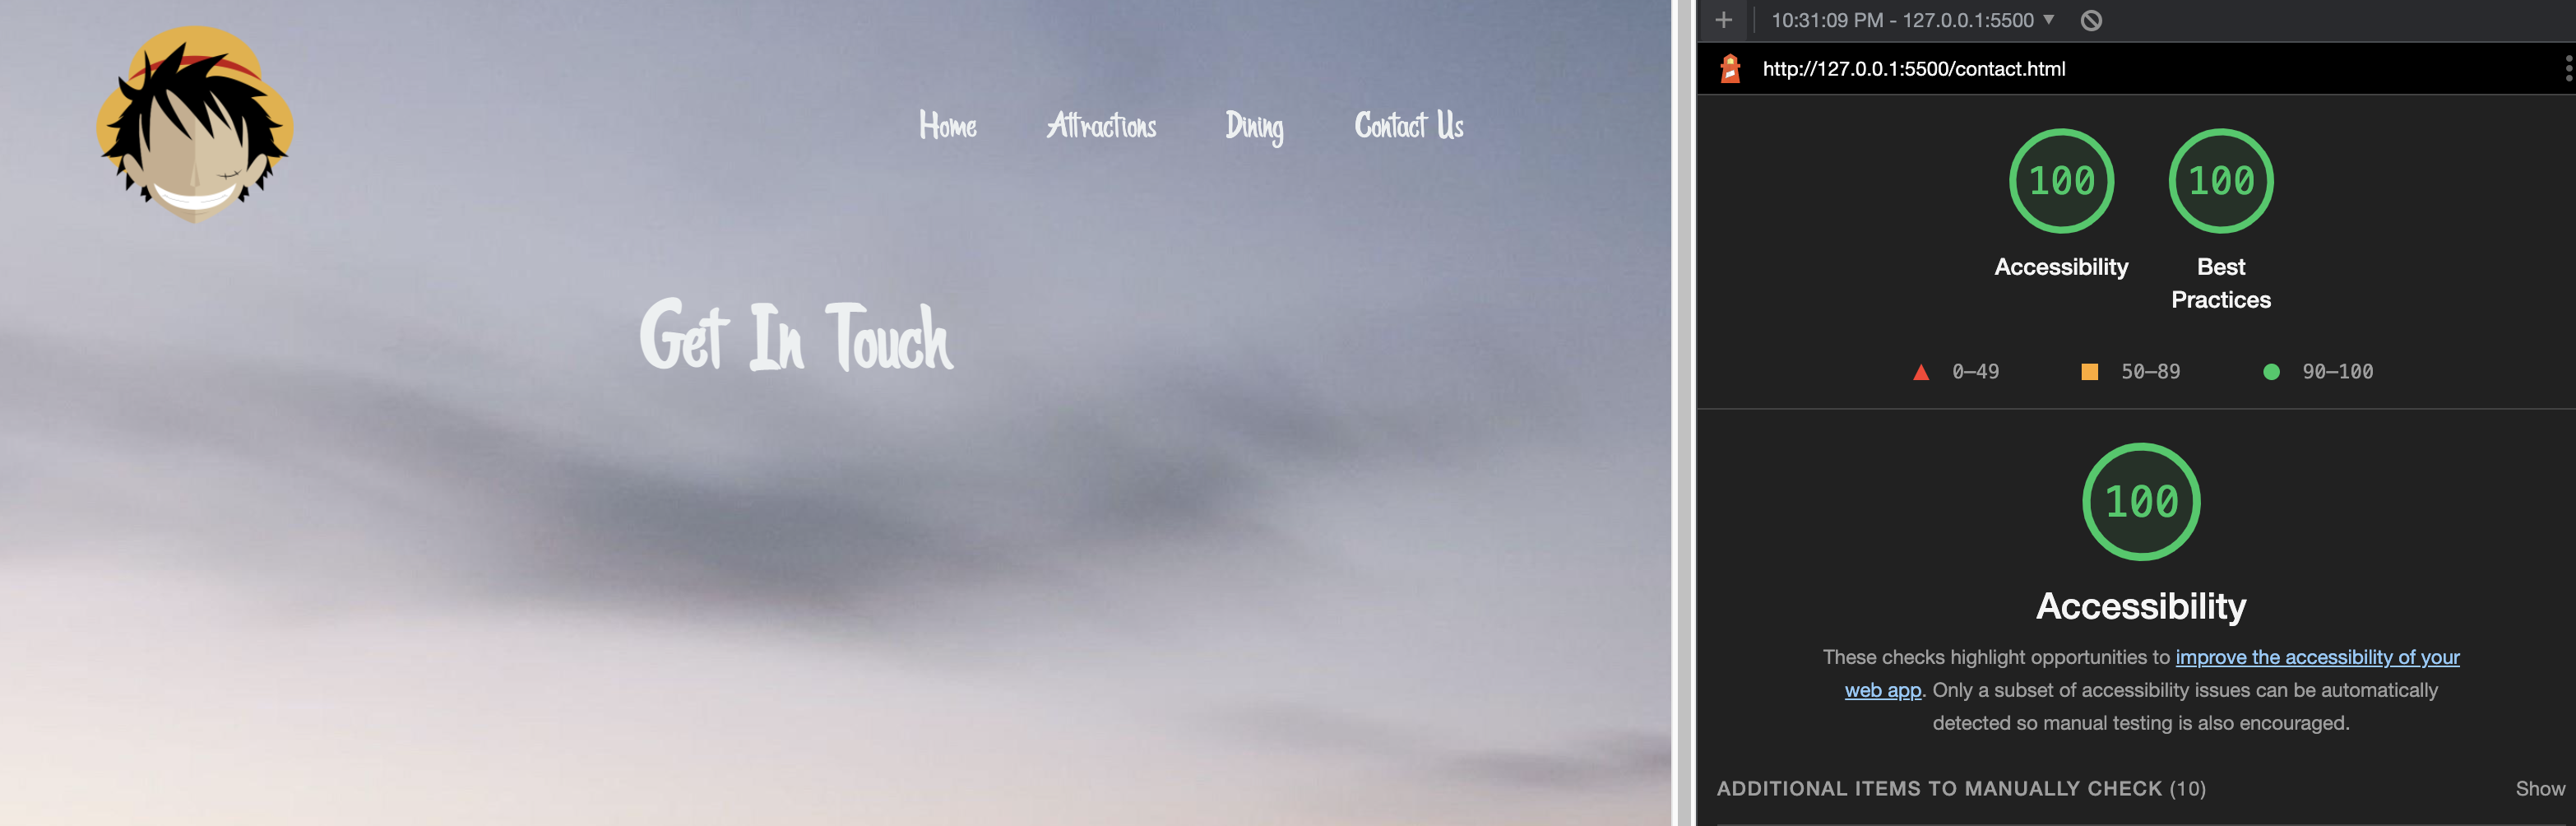 Home Attractions Dining Contact Us
Get In Touch
10:31:09 PM - 127.0.0.1:5500
http://127.0.0.1:5500/contact.html
100 100
Accessibility Best
Practices
0–49 50–89 90–100
100
Accessibility
These checks highlight opportunities to improve the accessibility of your
web app. Only a subset of accessibility issues can be automatically
detected so manual testing is also encouraged.
ADDITIONAL ITEMS TO MANUALLY CHECK (10) Show